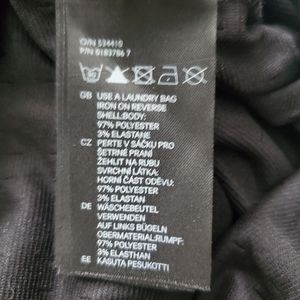 O/N 534410
P/N 0183786 7
GB USE A LAUNDRY BAG
IRON ON REVERSE
SHELL:BODY:
97% POLYESTER
3% ELASTANE
CZ PERTE V SÁČKU PRO
ŠETRNÉ PRANÍ
ŽEHLIT NA RUBU
SVRCHNÍ LÁTKA:
HORNÍ ČÁST ODĚVU:
97% POLYESTER
3% ELASTAN
DE WÄSCHEBEUTEL
VERWENDEN
AUF LINKS BÜGELN
OBERMATERIAL:RUMPF:
97% POLYESTER
3% ELASTHAN
EE KASUTA PESUKOTTI